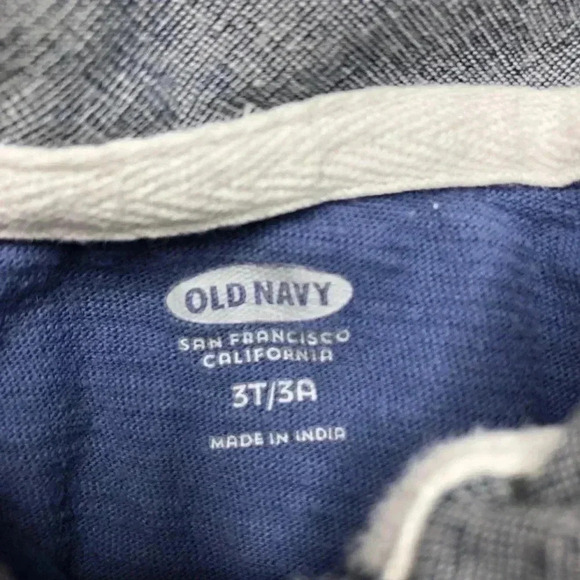 OLD NAVY
SAN FRANCISCO
CALIFORNIA
3T/3A
MADE IN INDIA